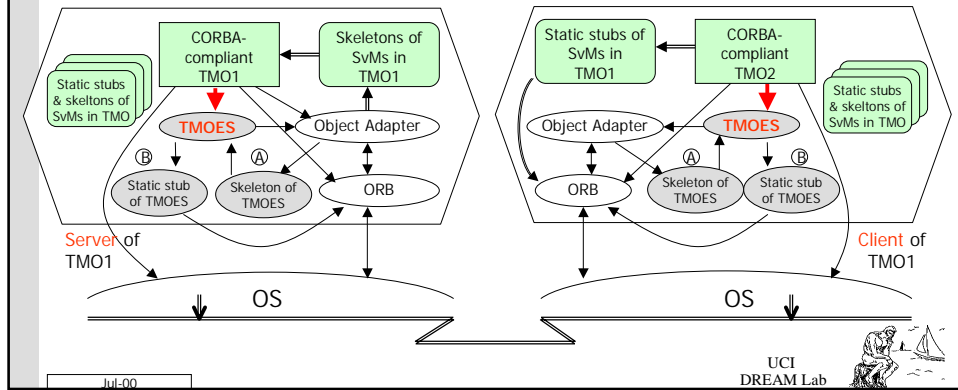 CORBA-
compliant
TMO1
Skeletons of
SvMs in
TMO1
Static stubs
& skeltons of
SvMs in TMO
TMOES
Object Adapter
Ⓑ
Ⓐ
Static stub
of TMOES
Skeleton of
TMOES
ORB
Server of
TMO1
OS
Static stubs of
SvMs in
TMO1
CORBA-
compliant
TMO2
Static stubs
& skeltons of
SvMs in TMO
Object Adapter
TMOES
Ⓐ
Ⓑ
ORB
Skeleton of
TMOES
Static stub
of TMOES
Client of
TMO1
OS
Jul-00
UCI
DREAM Lab